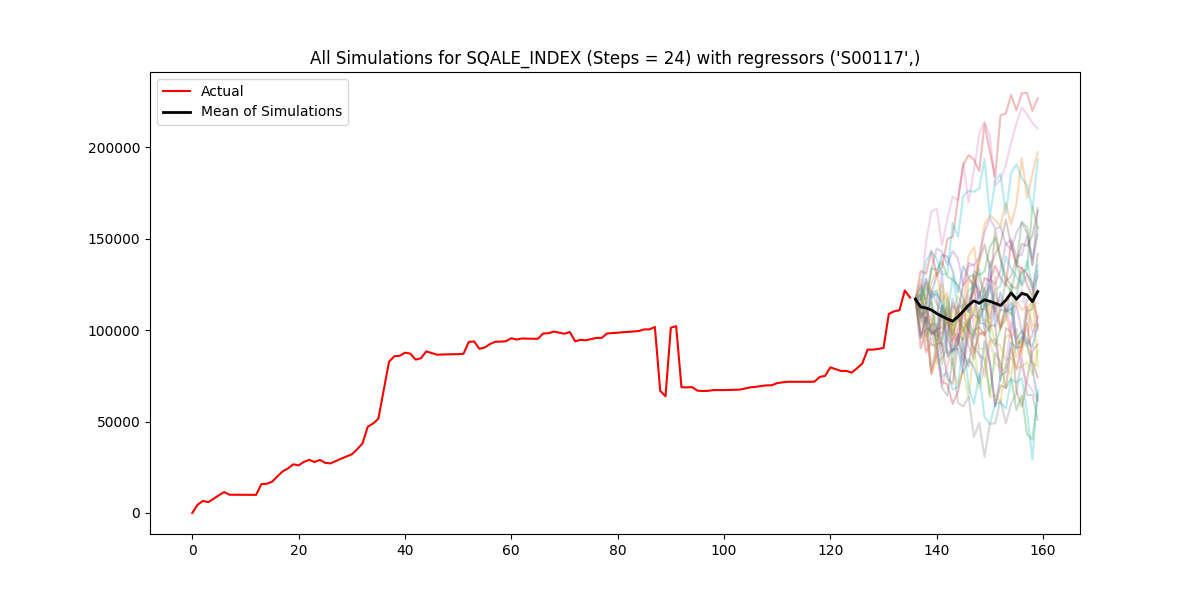 All Simulations for SQALE_INDEX (Steps = 24) with regressors ('S00117',)
Actual
Mean of Simulations
200000
150000
100000
50000
0
0 20 40 60 80 100 120 140 160